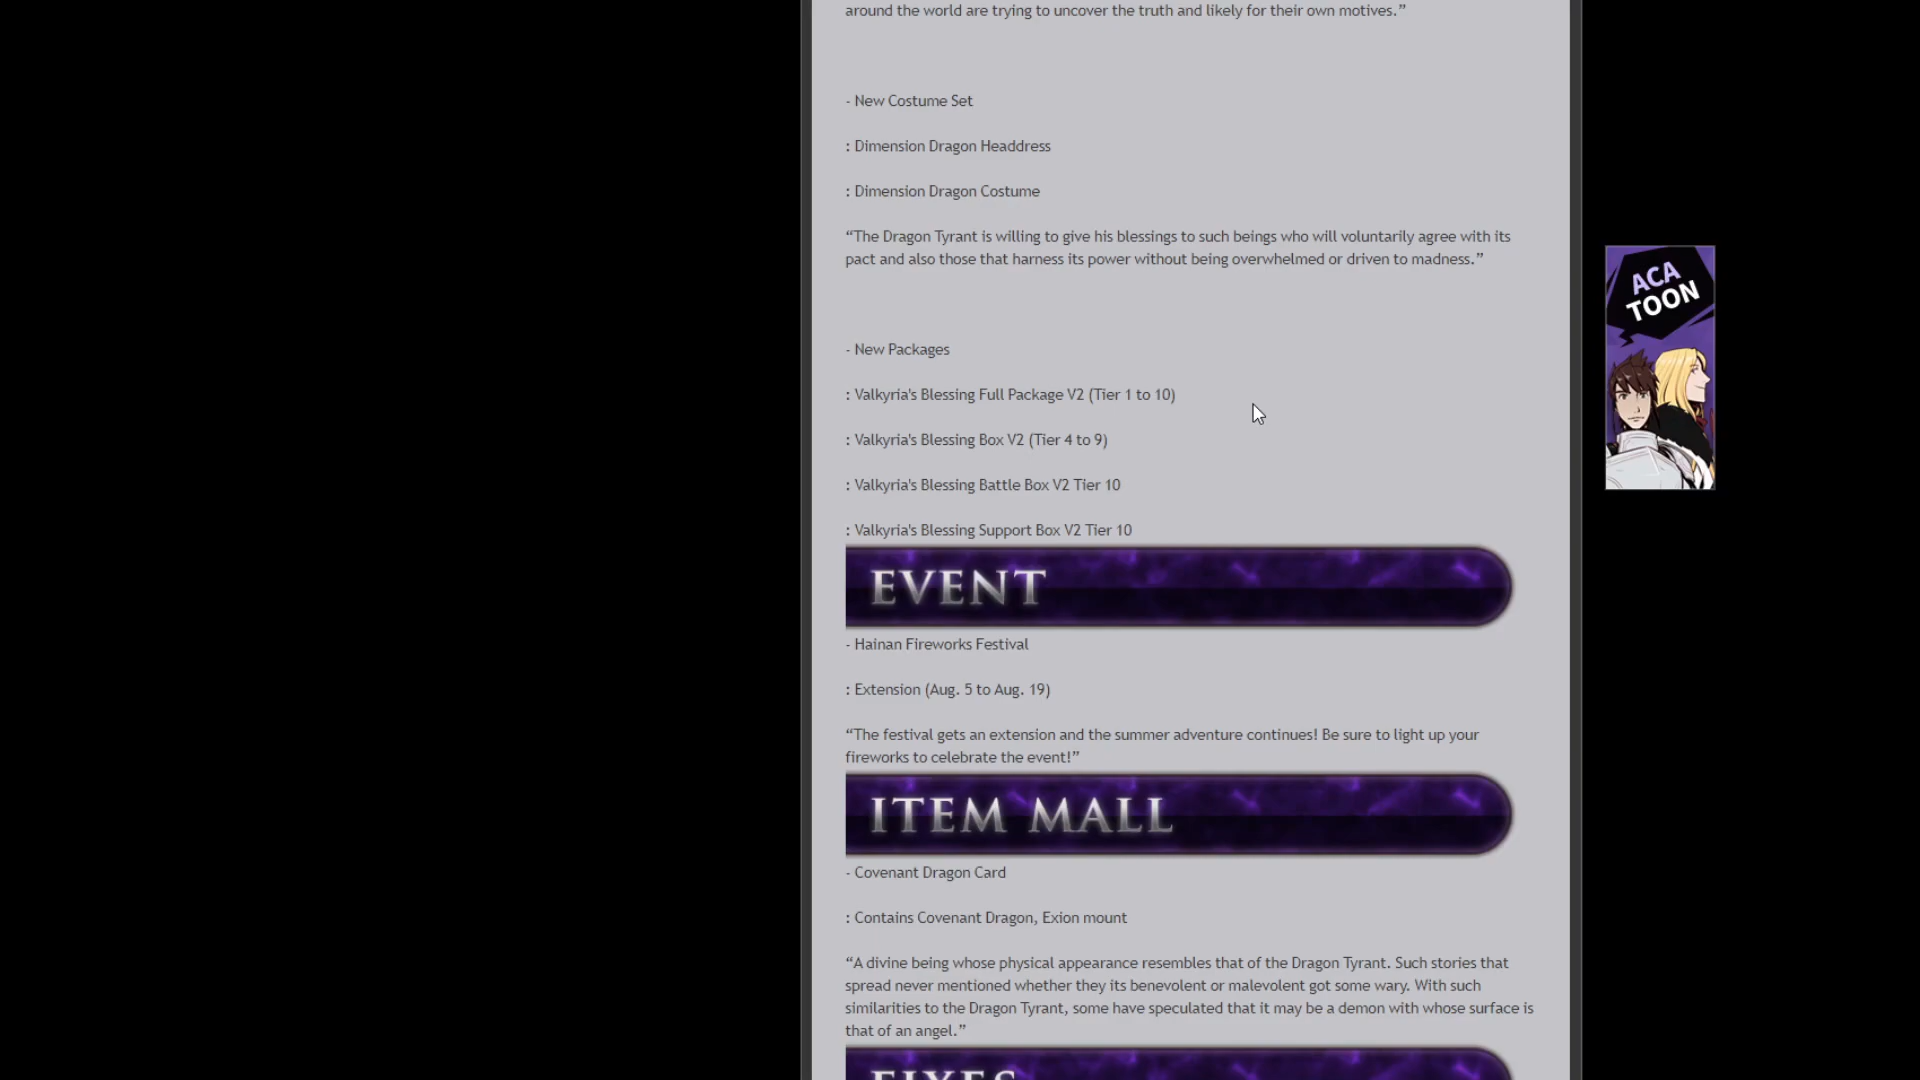 around the world are trying to uncover the truth and likely for their own motives.”
- New Costume Set
: Dimension Dragon Headdress
: Dimension Dragon Costume
“The Dragon Tyrant is willing to give his blessings to such beings who will voluntarily agree with its
pact and also those that harness its power without being overwhelmed or driven to madness.”
- New Packages
: Valkyria's Blessing Full Package V2 (Tier 1 to 10)
: Valkyria's Blessing Box V2 (Tier 4 to 9)
: Valkyria's Blessing Battle Box V2 Tier 10
: Valkyria's Blessing Support Box V2 Tier 10
EVENT
- Hainan Fireworks Festival
: Extension (Aug. 5 to Aug. 19)
“The festival gets an extension and the summer adventure continues! Be sure to light up your
fireworks to celebrate the event!”
ITEM MALL
- Covenant Dragon Card
: Contains Covenant Dragon, Exion mount
“A divine being whose physical appearance resembles that of the Dragon Tyrant. Such stories that
spread never mentioned whether they its benevolent or malevolent got some wary. With such
similarities to the Dragon Tyrant, some have speculated that it may be a demon with whose surface is
that of an angel.”
FIXES
ACA
TOON